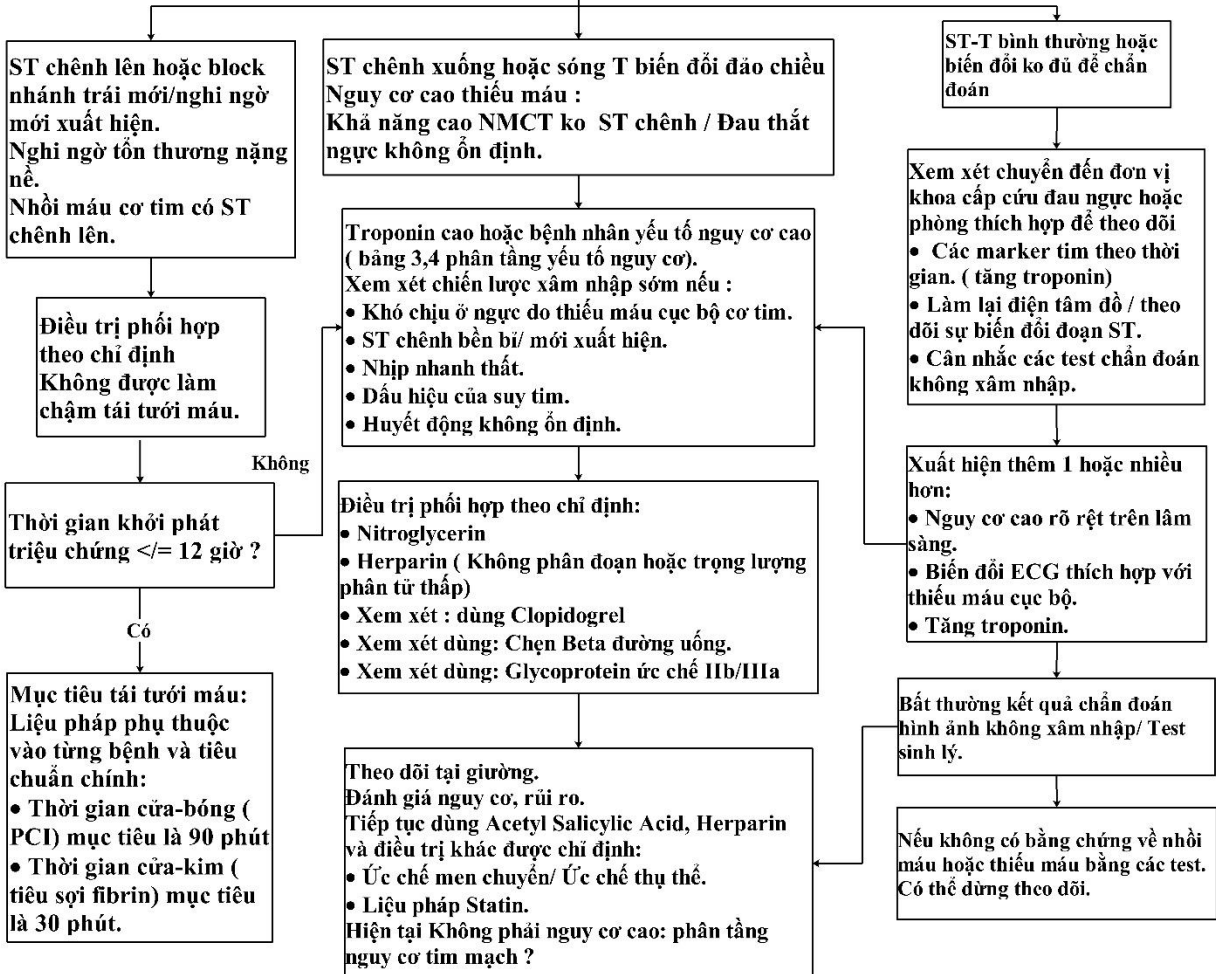 ST chênh lên hoặc block
nhánh trái mới/nghi ngờ
mới xuất hiện.
Nghi ngờ tổn thương nặng
nề.
Nhồi máu cơ tim có ST
chênh lên.
Điều trị phối hợp
theo chỉ định
Không được làm
chậm tái tưới máu.
Không
Thời gian khởi phát
triệu chứng </= 12 giờ ?
Có
Mục tiêu tái tưới máu:
Liệu pháp phụ thuộc
vào từng bệnh và tiêu
chuẩn chính:
• Thời gian cửa-bóng (
PCI) mục tiêu là 90 phút
• Thời gian cửa-kim (
tiêu sợi fibrin) mục tiêu
là 30 phút.
ST chênh xuống hoặc sóng T biến đổi đảo chiều
Nguy cơ cao thiếu máu :
Khả năng cao NMCT ko ST chênh / Đau thắt
ngực không ổn định.
Troponin cao hoặc bệnh nhân yếu tố nguy cơ cao
( bảng 3,4 phân tầng yếu tố nguy cơ).
Xem xét chiến lược xâm nhập sớm nếu :
• Khó chịu ở ngực do thiếu máu cục bộ cơ tim.
• ST chênh bền bỉ/ mới xuất hiện.
• Nhịp nhanh thất.
• Dấu hiệu của suy tim.
• Huyết động không ổn định.
Điều trị phối hợp theo chỉ định:
• Nitroglycerin
• Herparin ( Không phân đoạn hoặc trọng lượng
phân tử thấp)
• Xem xét : dùng Clopidogrel
• Xem xét dùng: Chẹn Beta đường uống.
• Xem xét dùng: Glycoprotein ức chế IIb/IIIa
Theo dõi tại giường.
Đánh giá nguy cơ, rủi ro.
Tiếp tục dùng Acetyl Salicylic Acid, Herparin
và điều trị khác được chỉ định:
• Ức chế men chuyển/ Ức chế thụ thể.
• Liệu pháp Statin.
Hiện tại Không phải nguy cơ cao: phân tầng
nguy cơ tim mạch ?
ST-T bình thường hoặc
biến đổi ko đủ để chẩn
đoán
Xem xét chuyển đến đơn vị
khoa cấp cứu đau ngực hoặc
phòng thích hợp để theo dõi
• Các marker tim theo thời
gian. ( tăng troponin)
• Làm lại điện tâm đồ / theo
dõi sự biến đổi đoạn ST.
• Cân nhắc các test chẩn đoán
không xâm nhập.
Xuất hiện thêm 1 hoặc nhiều
hơn:
• Nguy cơ cao rõ rệt trên lâm
sàng.
• Biến đổi ECG thích hợp với
thiếu máu cục bộ.
• Tăng troponin.
Bất thường kết quả chẩn đoán
hình ảnh không xâm nhập/ Test
sinh lý.
Nếu không có bằng chứng về nhồi
máu hoặc thiếu máu bằng các test.
Có thể dừng theo dõi.